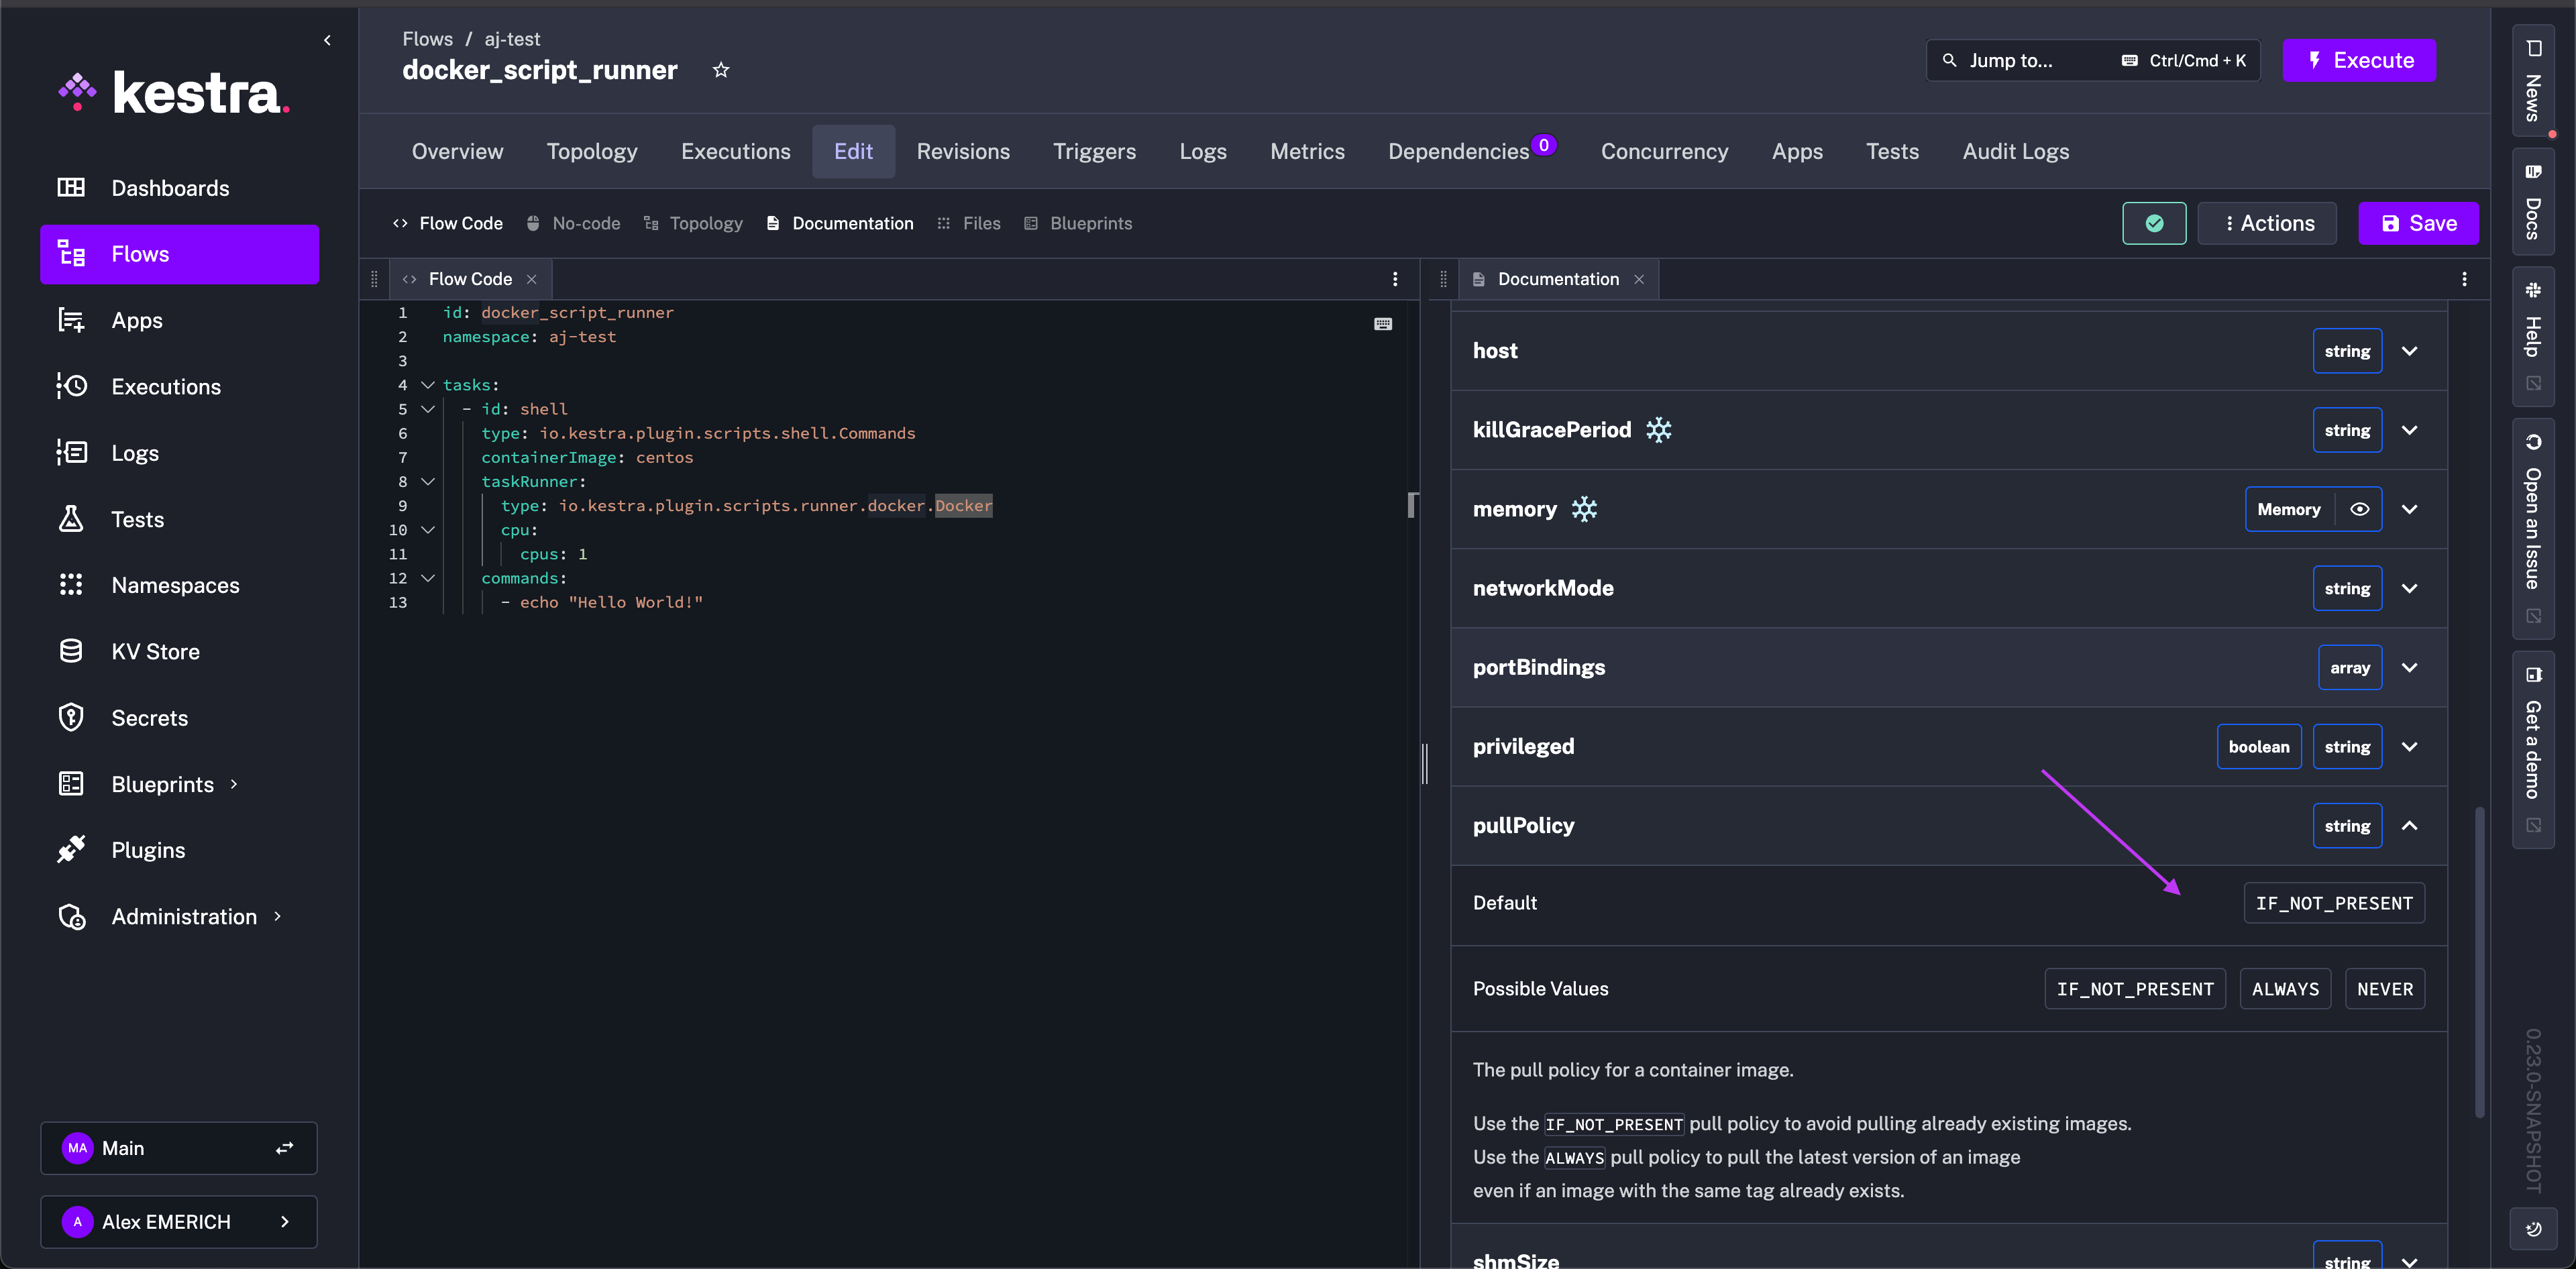 kestra.
Dashboards
Flows
Apps
Executions
Logs
Tests
Namespaces
KV Store
Secrets
Blueprints
Plugins
Administration
MA Main
A Alex EMERICH
Flows / aj-test
docker_script_runner
Jump to... Ctrl/Cmd + K
Execute
Overview Topology Executions Edit Revisions Triggers Logs Metrics Dependencies 0 Concurrency Apps Tests Audit Logs
Flow Code No-code Topology Documentation Files Blueprints
Actions Save
Flow Code
1 id: docker_script_runner
2 namespace: aj-test
3
4 tasks:
5 - id: shell
6 type: io.kestra.plugin.scripts.shell.Commands
7 containerImage: centos
8 taskRunner:
9 type: io.kestra.plugin.scripts.runner.docker.Docker
10 cpu:
11 cpus: 1
12 commands:
13 - echo "Hello World!"
Documentation
host string
killGracePeriod string
memory Memory
networkMode string
portBindings array
privileged boolean string
pullPolicy string
Default IF_NOT_PRESENT
Possible Values IF_NOT_PRESENT ALWAYS NEVER
The pull policy for a container image.
Use the IF_NOT_PRESENT pull policy to avoid pulling already existing images.
Use the ALWAYS pull policy to pull the latest version of an image
even if an image with the same tag already exists.
shmSize string
News
Docs
Help
Open an Issue
Get a demo
0.23.0-SNAPSHOT